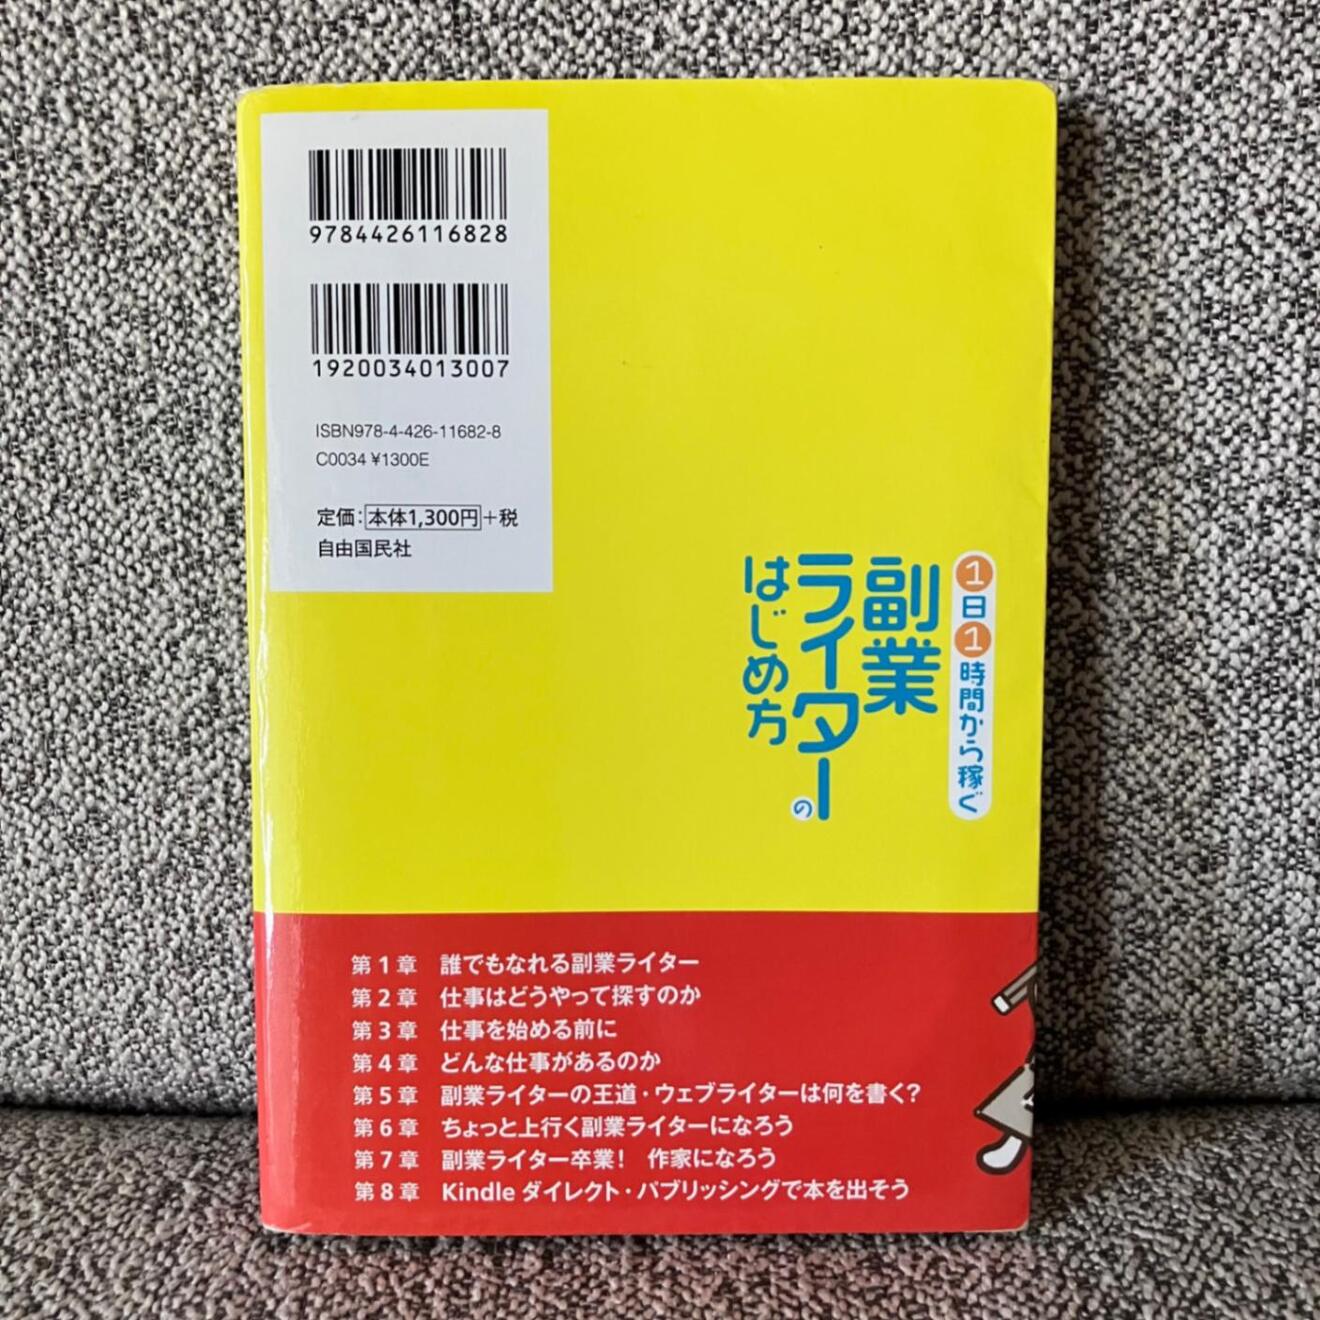 9784426116828
1920034013007
ISBN978-4-426-11682-8
C0034 ¥1300E
定価：本体1,300円＋税
自由国民社
1日1時間から稼ぐ
副業
ライターの
はじめ方
第1章 誰でもなれる副業ライター
第2章 仕事はどうやって探すのか
第3章 仕事を始める前に
第4章 どんな仕事があるのか
第5章 副業ライターの王道・ウェブライターは何を書く？
第6章 ちょっと上行く副業ライターになろう
第7章 副業ライター卒業！ 作家になろう
第8章 Kindle ダイレクト・パブリッシングで本を出そう